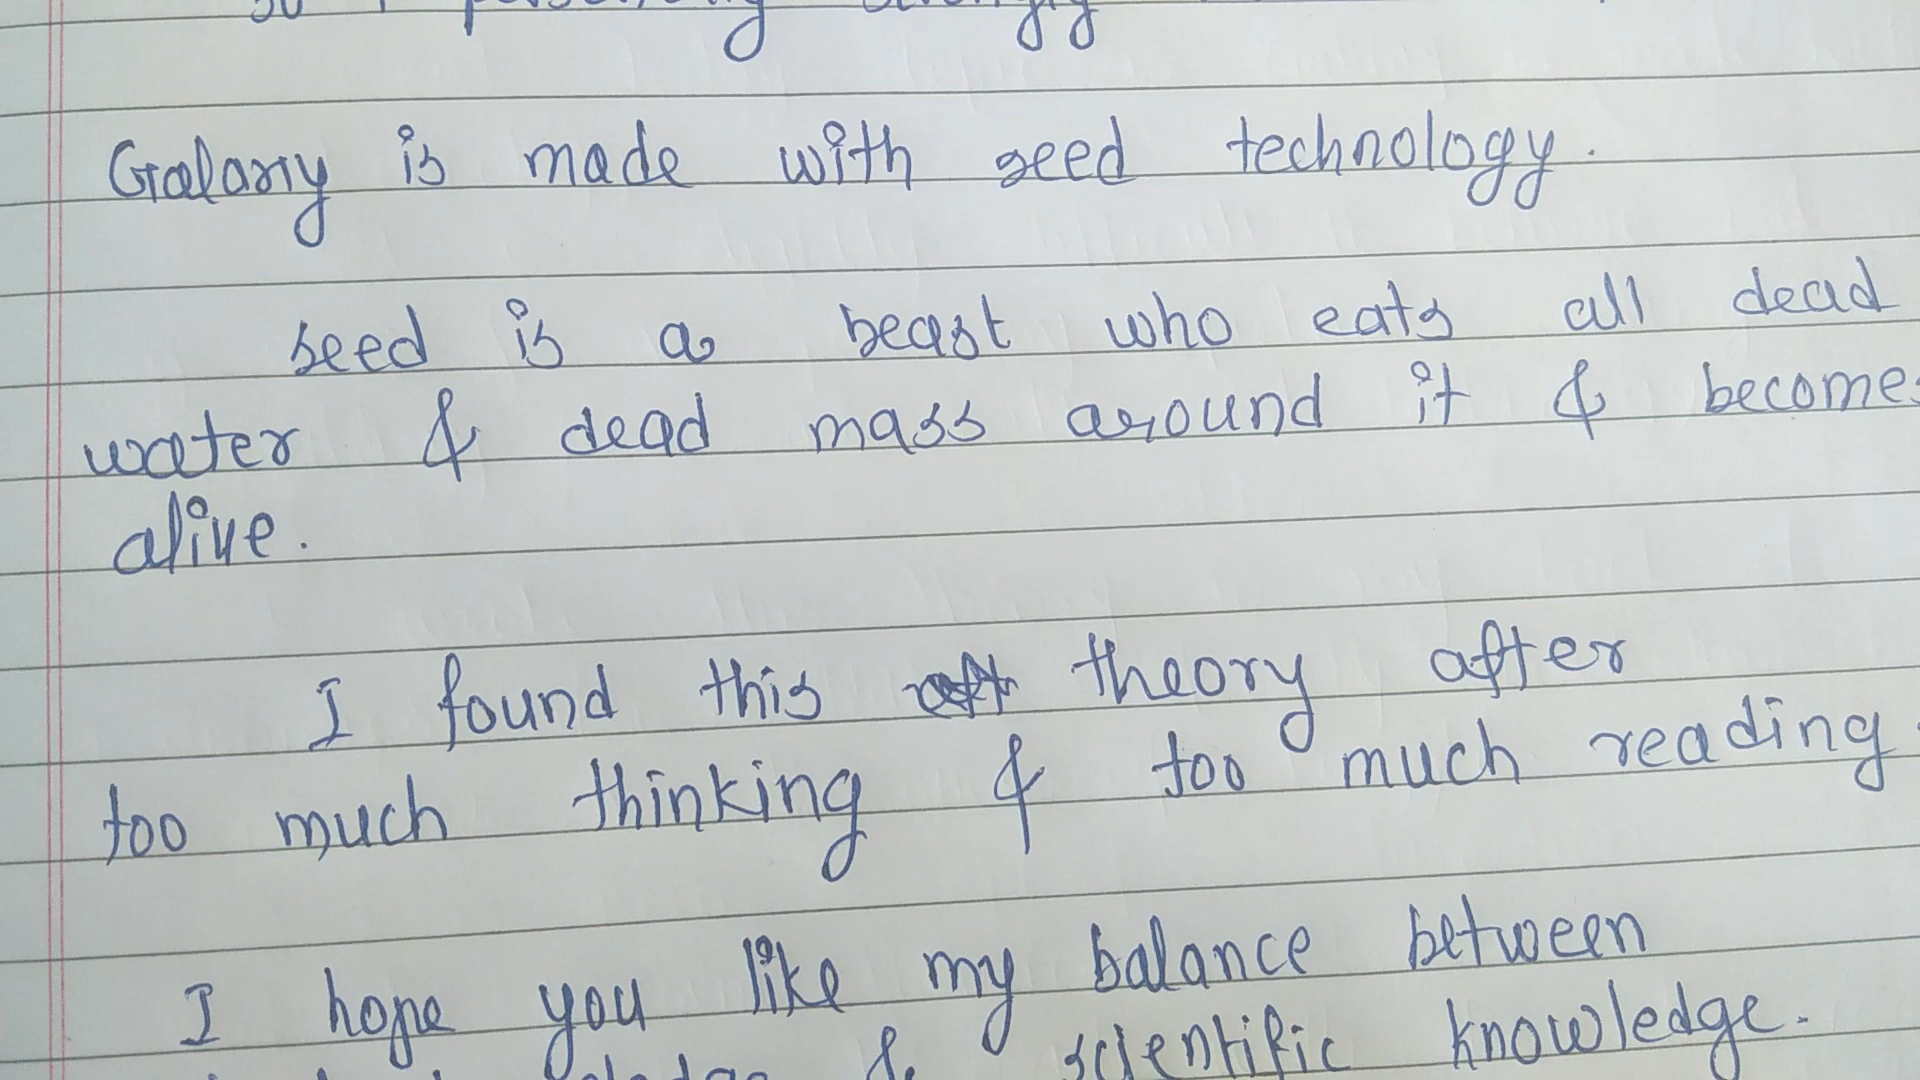 Galaxy is made with seed technology.
seed is a beast who eats all dead
water & dead mass around it & becomes
alive.
I found this theory after
too much thinking & too much reading
I hope you like my balance between
& scientific knowledge.